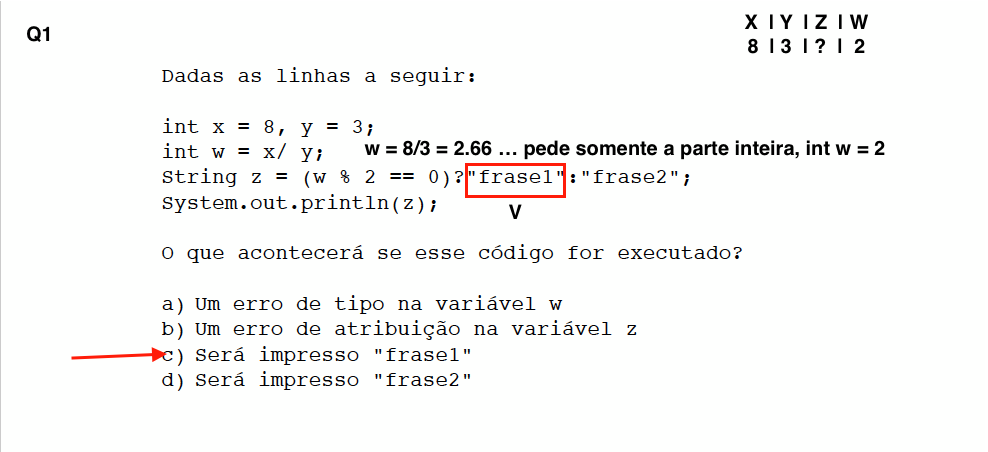 Q1
X | Y | Z | W
8 | 3 | ? | 2
Dadas as linhas a seguir:
int x = 8, y = 3;
int w = x/ y; w = 8/3 = 2.66 … pede somente a parte inteira, int w = 2
String z = (w % 2 == 0)?"frase1":"frase2";
System.out.println(z); V
O que acontecerá se esse código for executado?
a) Um erro de tipo na variável w
b) Um erro de atribuição na variável z
c) Será impresso "frase1"
d) Será impresso "frase2"